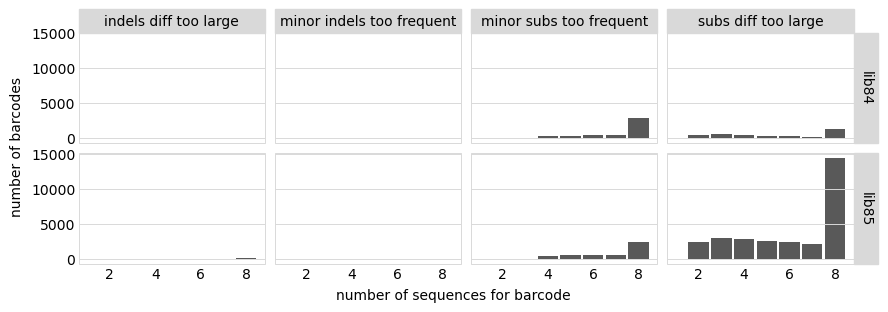 indels diff too large
minor indels too frequent
minor subs too frequent
subs diff too large
number of barcodes
15000
10000
5000
0
lib84
15000
10000
5000
0
lib85
2 4 6 8
2 4 6 8
2 4 6 8
2 4 6 8
number of sequences for barcode